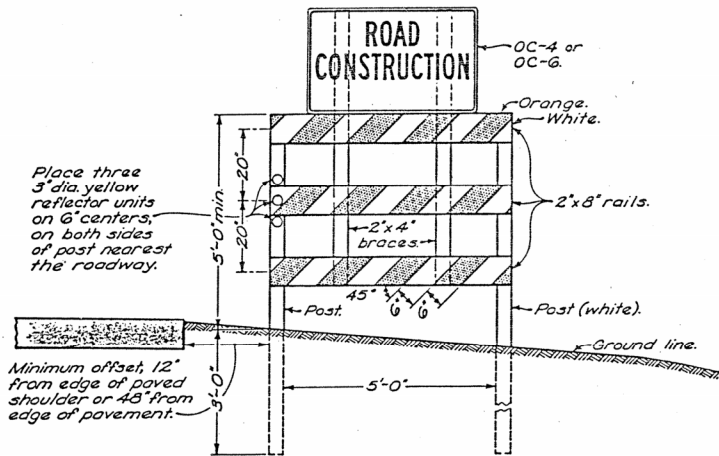 ROAD
CONSTRUCTION
OC-4 or
OC-6.
Orange.
White.
Place three
3" dia. yellow
reflector units
on 6" centers,
on both sides
of post nearest
the roadway.
5'-0" min.
20"
20"
2" x 4"
braces.
2" x 8" rails.
45°
6"
6"
Post.
Post (white).
Ground line.
Minimum offset, 12"
from edge of paved
shoulder or 48" from
edge of pavement.
3'-0"
5'-0"